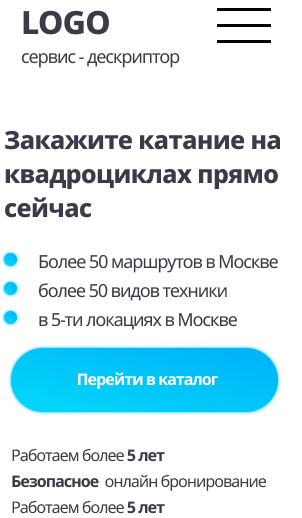 LOGO
сервис - дескриптор
Закажите катание на
квадроциклах прямо
сейчас
Более 50 маршрутов в Москве
более 50 видов техники
в 5-ти локациях в Москве
Перейти в каталог
Работаем более 5 лет
Безопасное онлайн бронирование
Работаем более 5 лет